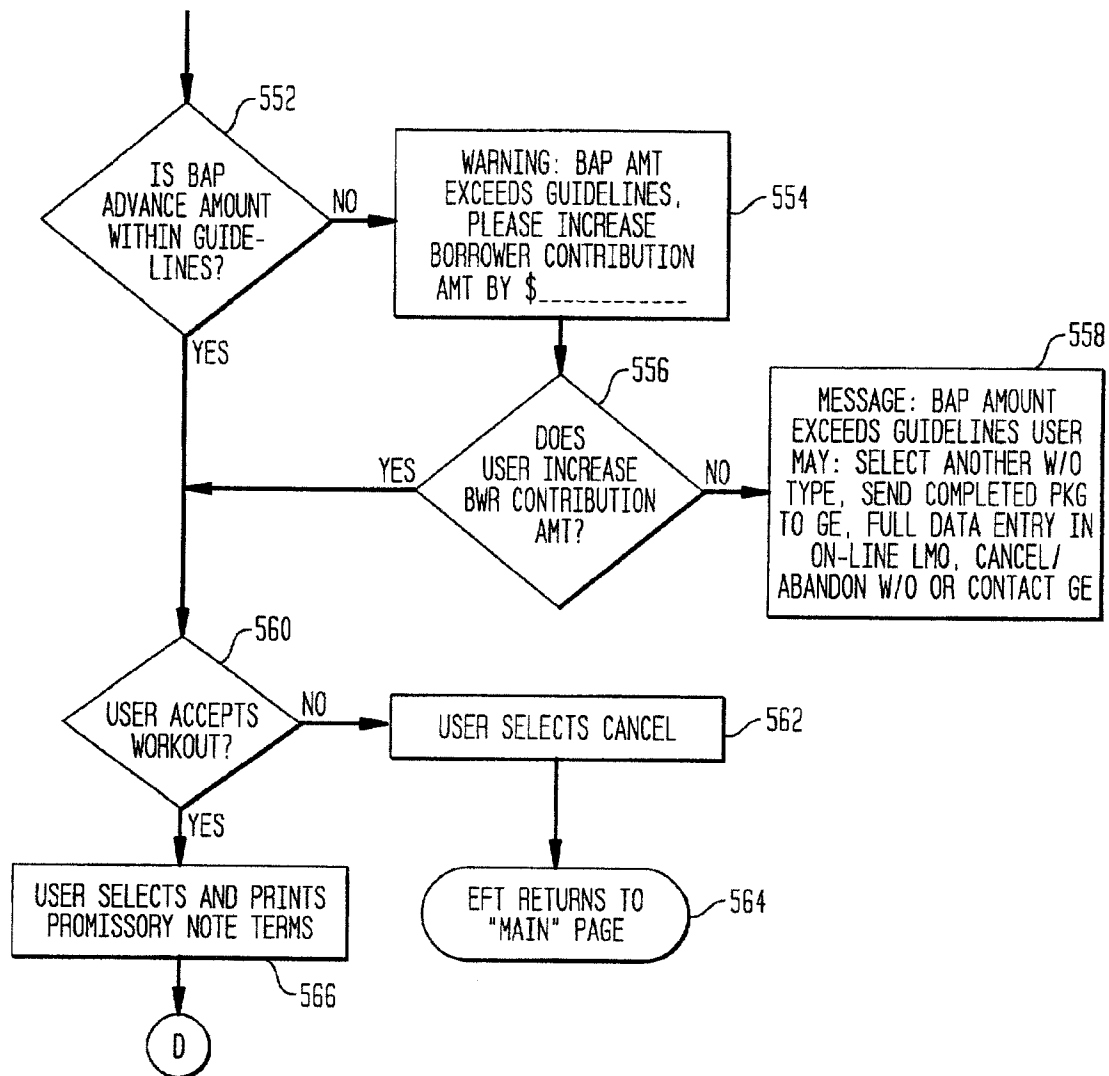 552
IS BAP
ADVANCE AMOUNT
WITHIN GUIDE-
LINES?
NO
YES
WARNING: BAP AMT
EXCEEDS GUIDELINES,
PLEASE INCREASE
BORROWER CONTRIBUTION
AMT BY $____________
554
556
DOES
USER INCREASE
BWR CONTRIBUTION
AMT?
YES
NO
558
MESSAGE: BAP AMOUNT
EXCEEDS GUIDELINES USER
MAY: SELECT ANOTHER W/O
TYPE, SEND COMPLETED PKG
TO GE, FULL DATA ENTRY IN
ON-LINE LMO, CANCEL/
ABANDON W/O OR CONTACT GE
560
USER ACCEPTS
WORKOUT?
NO
YES
USER SELECTS CANCEL
562
EFT RETURNS TO
"MAIN" PAGE
564
USER SELECTS AND PRINTS
PROMISSORY NOTE TERMS
566
D